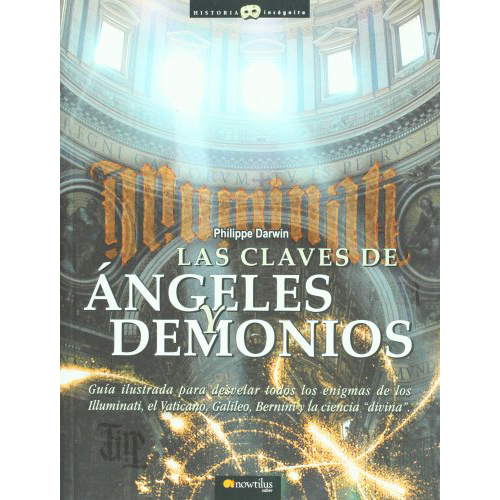 HISTORIA incógnita
Illuminati
Philippe Darwin
LAS CLAVES DE
ÁNGELES
Y
DEMONIOS
Guía ilustrada para desvelar todos los enigmas de los
Illuminati, el Vaticano, Galileo, Bernini y la ciencia "divina".
nowtilus
saber